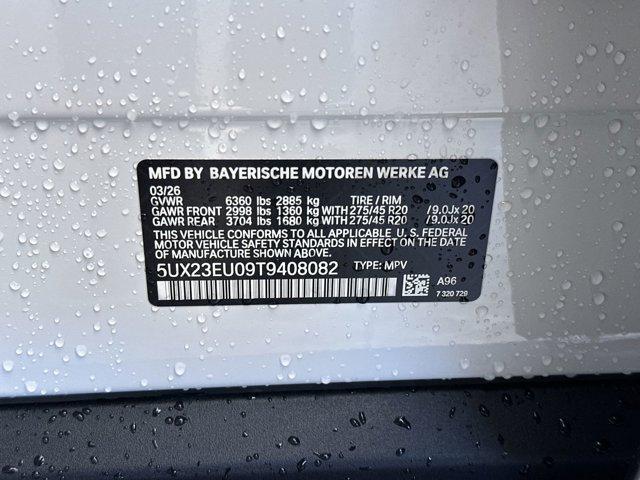 MFD BY BAYERISCHE MOTOREN WERKE AG
03/26
GVWR 6360 lbs 2885 kg TIRE / RIM
GAWR FRONT 2998 lbs 1360 kg WITH 275/45 R20 /9.0Jx20
GAWR REAR 3704 lbs 1680 kg WITH 275/45 R20 /9.0Jx20
THIS VEHICLE CONFORMS TO ALL APPLICABLE U. S. FEDERAL
MOTOR VEHICLE SAFETY STANDARDS IN EFFECT ON THE DATE OF
MANUFACTURE SHOWN ABOVE.
5UX23EU09T9408082 TYPE: MPV
A96
7 320 729